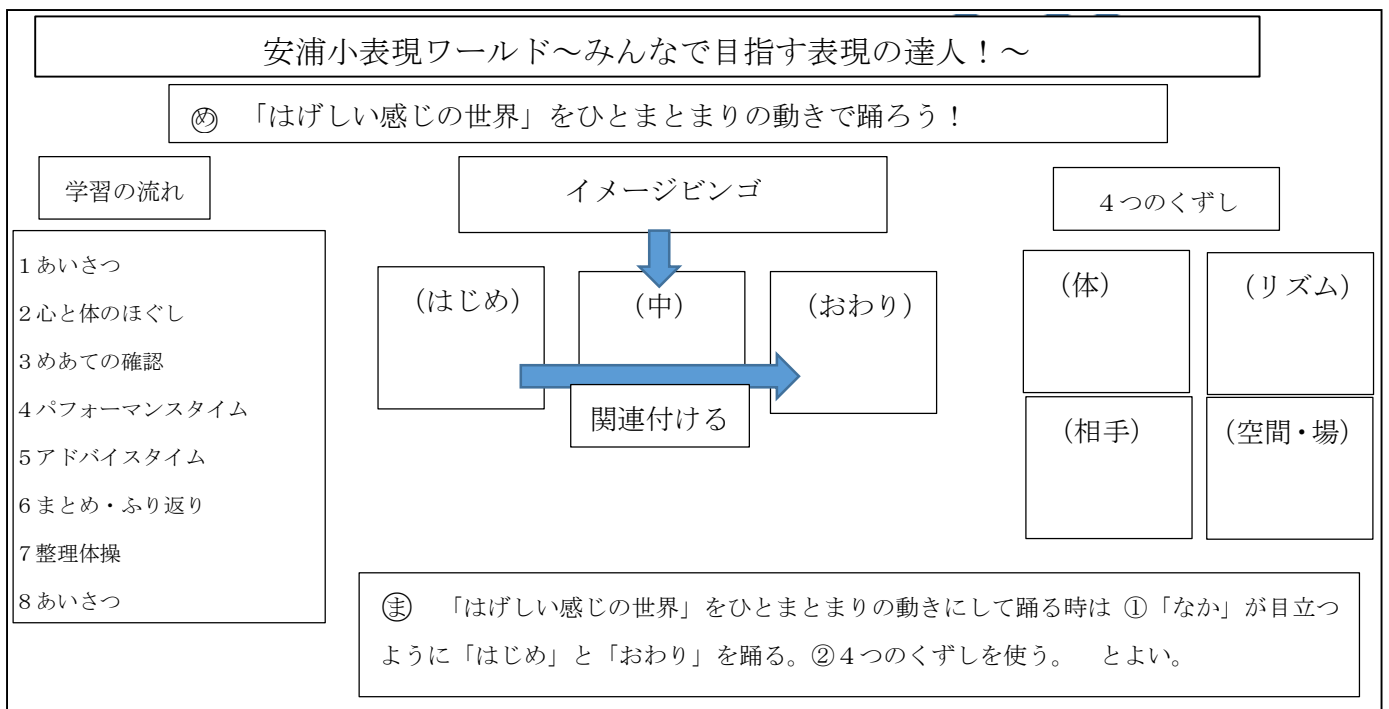 安浦小表現ワールド～みんなで目指す表現の達人！～
㋱ 「はげしい感じの世界」をひとまとまりの動きで踊ろう！
学習の流れ
1あいさつ
2心と体のほぐし
3めあての確認
4パフォーマンスタイム
5アドバイスタイム
6まとめ・ふり返り
7整理体操
8あいさつ
イメージビンゴ
（はじめ）
（中）
（おわり）
関連付ける
４つのくずし
（体）
（リズム）
（相手）
（空間・場）
㋮ 「はげしい感じの世界」をひとまとまりの動きにして踊る時は ①「なか」が目立つ
ように「はじめ」と「おわり」を踊る。②４つのくずしを使う。 とよい。